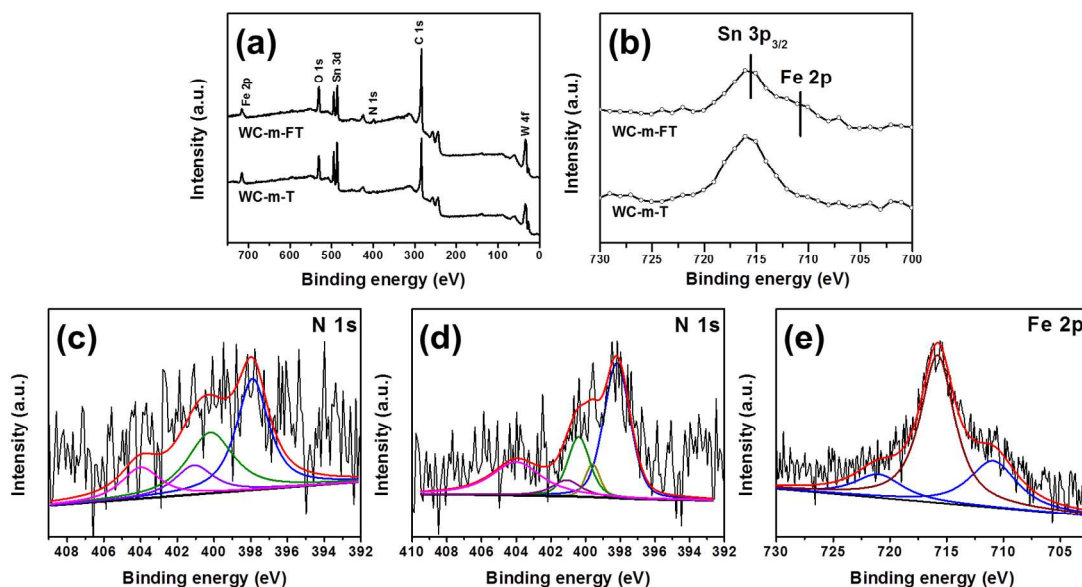 (a)
Fe 2p
O 1s
Sn 3d
N 1s
C 1s
W 4f
WC-m-FT
WC-m-T
Intensity (a.u.)
700 600 500 400 300 200 100 0
Binding energy (eV)
(b)
Sn 3p3/2
Fe 2p
WC-m-FT
WC-m-T
Intensity (a.u.)
730 725 720 715 710 705 700
Binding energy (eV)
(c)
N 1s
Intensity (a.u.)
408 406 404 402 400 398 396 394 392
Binding energy (eV)
(d)
N 1s
Intensity (a.u.)
410 408 406 404 402 400 398 396 394 392
Binding energy (eV)
(e)
Fe 2p
Intensity (a.u.)
730 725 720 715 710 705
Binding energy (eV)